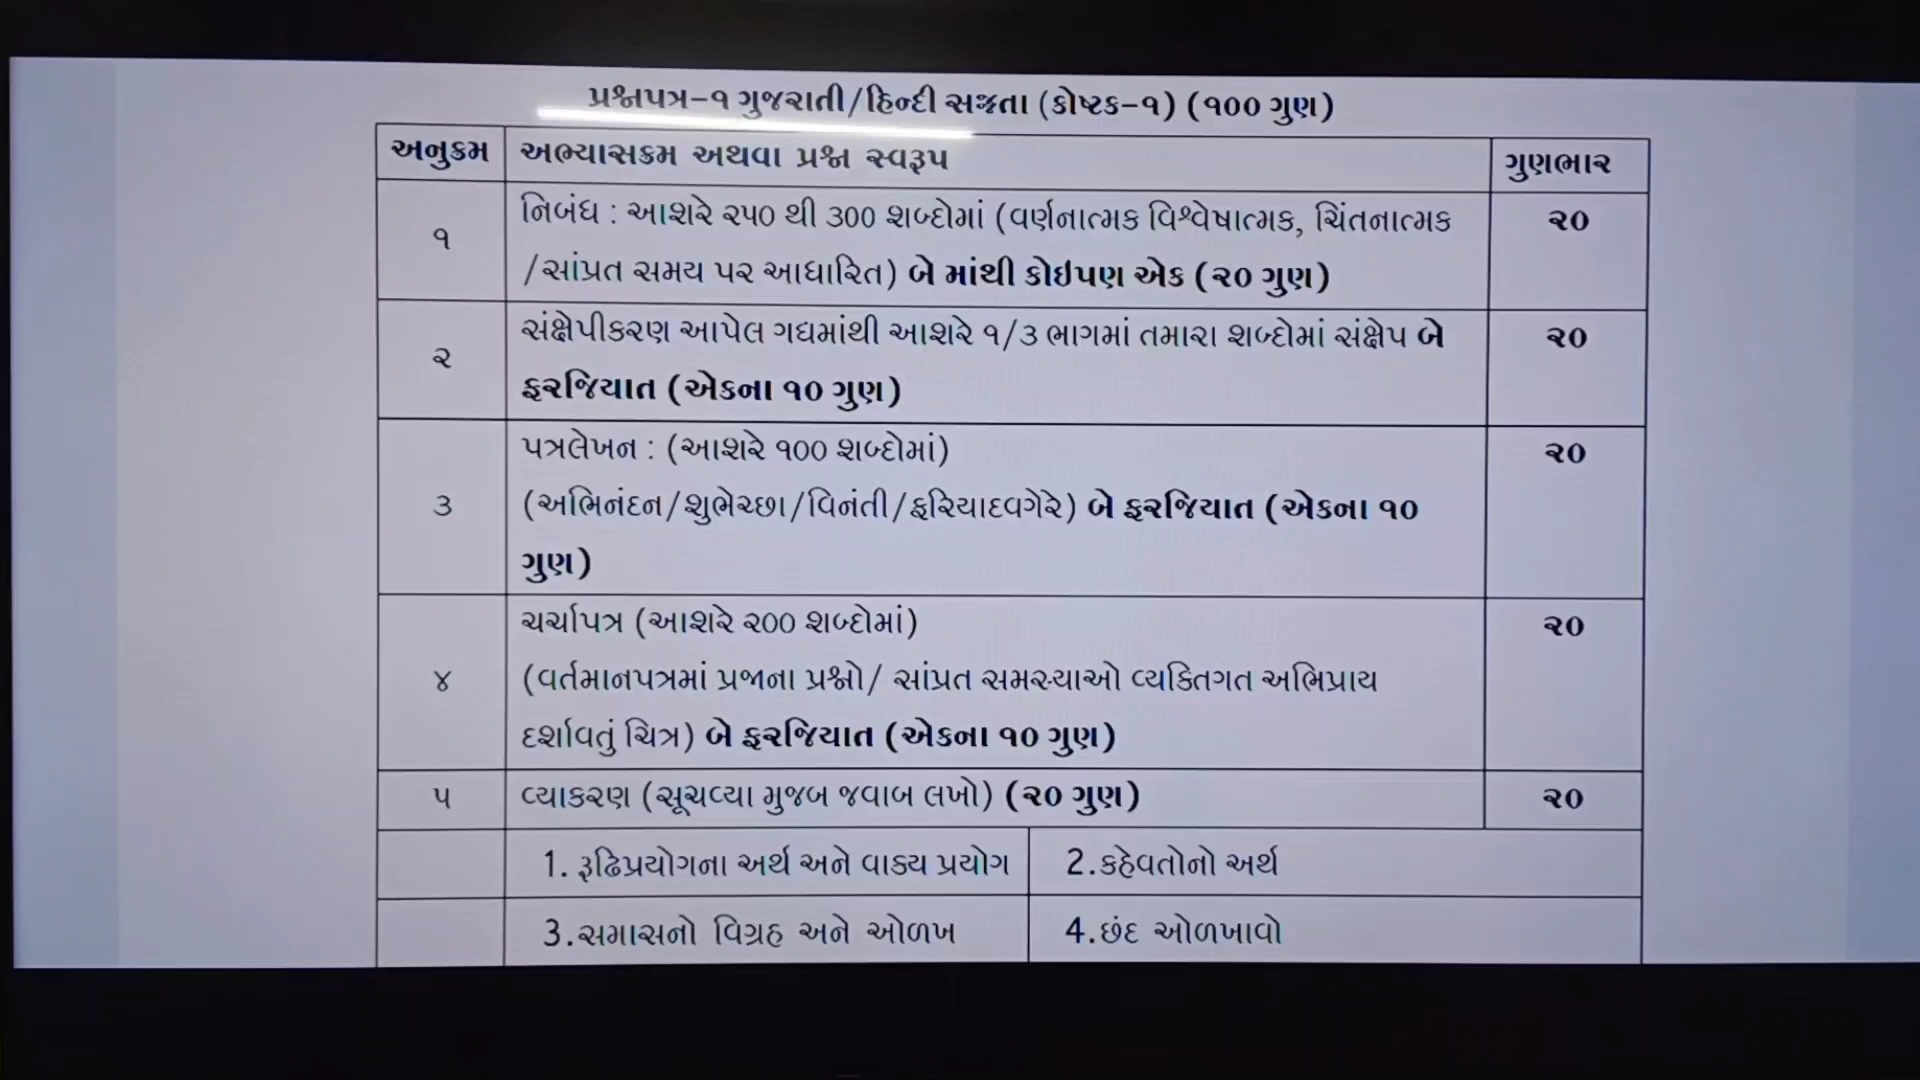 પ્રશ્નપત્ર-૧ ગુજરાતી/હિન્દી સજ્જતા (કોષ્ટક-૧) (૧૦૦ ગુણ)
અનુક્રમ અભ્યાસક્રમ અથવા પ્રશ્ન સ્વરૂપ ગુણભાર
૧ નિબંધ : આશરે ૨૫૦ થી ૩૦૦ શબ્દોમાં (વર્ણનાત્મક વિશ્વેષાત્મક, ચિંતનાત્મક ૨૦
/સાંપ્રત સમય પર આધારિત) બે માંથી કોઇપણ એક (૨૦ ગુણ)
૨ સંક્ષેપીકરણ આપેલ ગદ્યમાંથી આશરે ૧/૩ ભાગમાં તમારા શબ્દોમાં સંક્ષેપ બે ૨૦
ફરજિયાત (એકના ૧૦ ગુણ)
૩ પત્રલેખન : (આશરે ૧૦૦ શબ્દોમાં) ૨૦
(અભિનંદન/શુભેચ્છા/વિનંતી/ફરિયાદવગેરે) બે ફરજિયાત (એકના ૧૦
ગુણ)
૪ ચર્ચાપત્ર (આશરે ૨૦૦ શબ્દોમાં) ૨૦
(વર્તમાનપત્રમાં પ્રજાના પ્રશ્નો/ સાંપ્રત સમસ્યાઓ વ્યક્તિગત અભિપ્રાય
દર્શાવતું ચિત્ર) બે ફરજિયાત (એકના ૧૦ ગુણ)
૫ વ્યાકરણ (સૂચવ્યા મુજબ જવાબ લખો) (૨૦ ગુણ) ૨૦
1. રૂઢિપ્રયોગના અર્થ અને વાક્ય પ્રયોગ 2.કહેવતોનો અર્થ
3.સમાસનો વિગ્રહ અને ઓળખ 4.છંદ ઓળખાવો